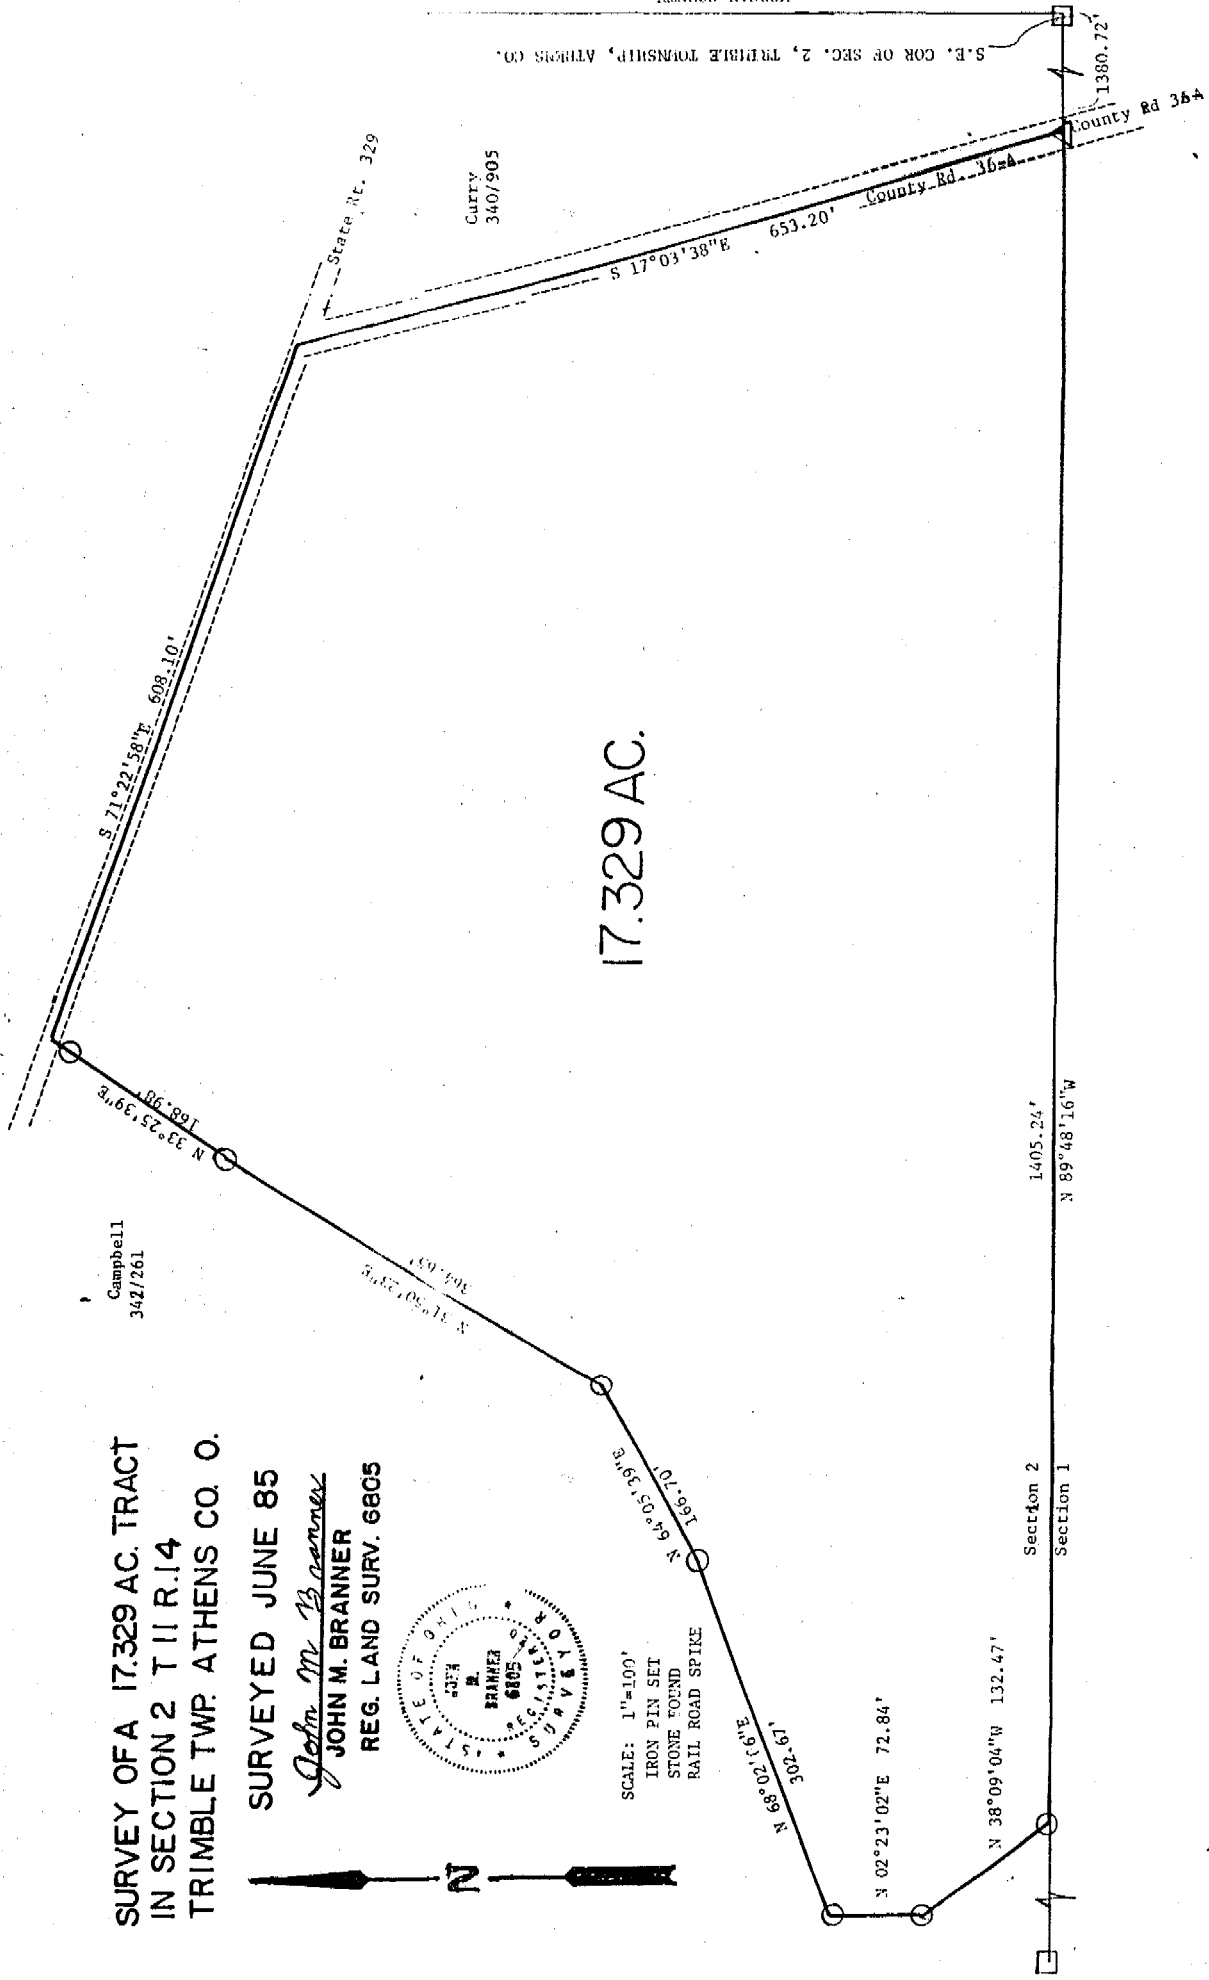 SURVEY OF A 17.329 AC. TRACT
IN SECTION 2 T 11 R.14
TRIMBLE TWP. ATHENS CO. O.
SURVEYED JUNE 85
John M Branner
JOHN M. BRANNER
REG. LAND SURV. 6805
STATE OF OHIO
JOHN
M.
BRANNER
6805
REGISTERED
SURVEYOR
N
SCALE: 1"=100'
IRON PIN SET
STONE FOUND
RAIL ROAD SPIKE
Campbell
342/261
N 33°25'39"E
168.98'
N 31°50'23"E
N 64°05'39"E
166.70'
N 68°02'16"E
302.67'
N 02°23'02"E 72.84'
N 38°09'04"W 132.47'
S 71°22'58"E 608.10'
State Rt. 329
Curry
340/905
S 17°03'38"E 653.20'
County Rd. 36-A
County Rd 36-A
17.329 AC.
1405.24'
N 89°48'16"W
Section 2
Section 1
1380.72'
S.E. COR OF SEC. 2, TRIMBLE TOWNSHIP, ATHENS CO.